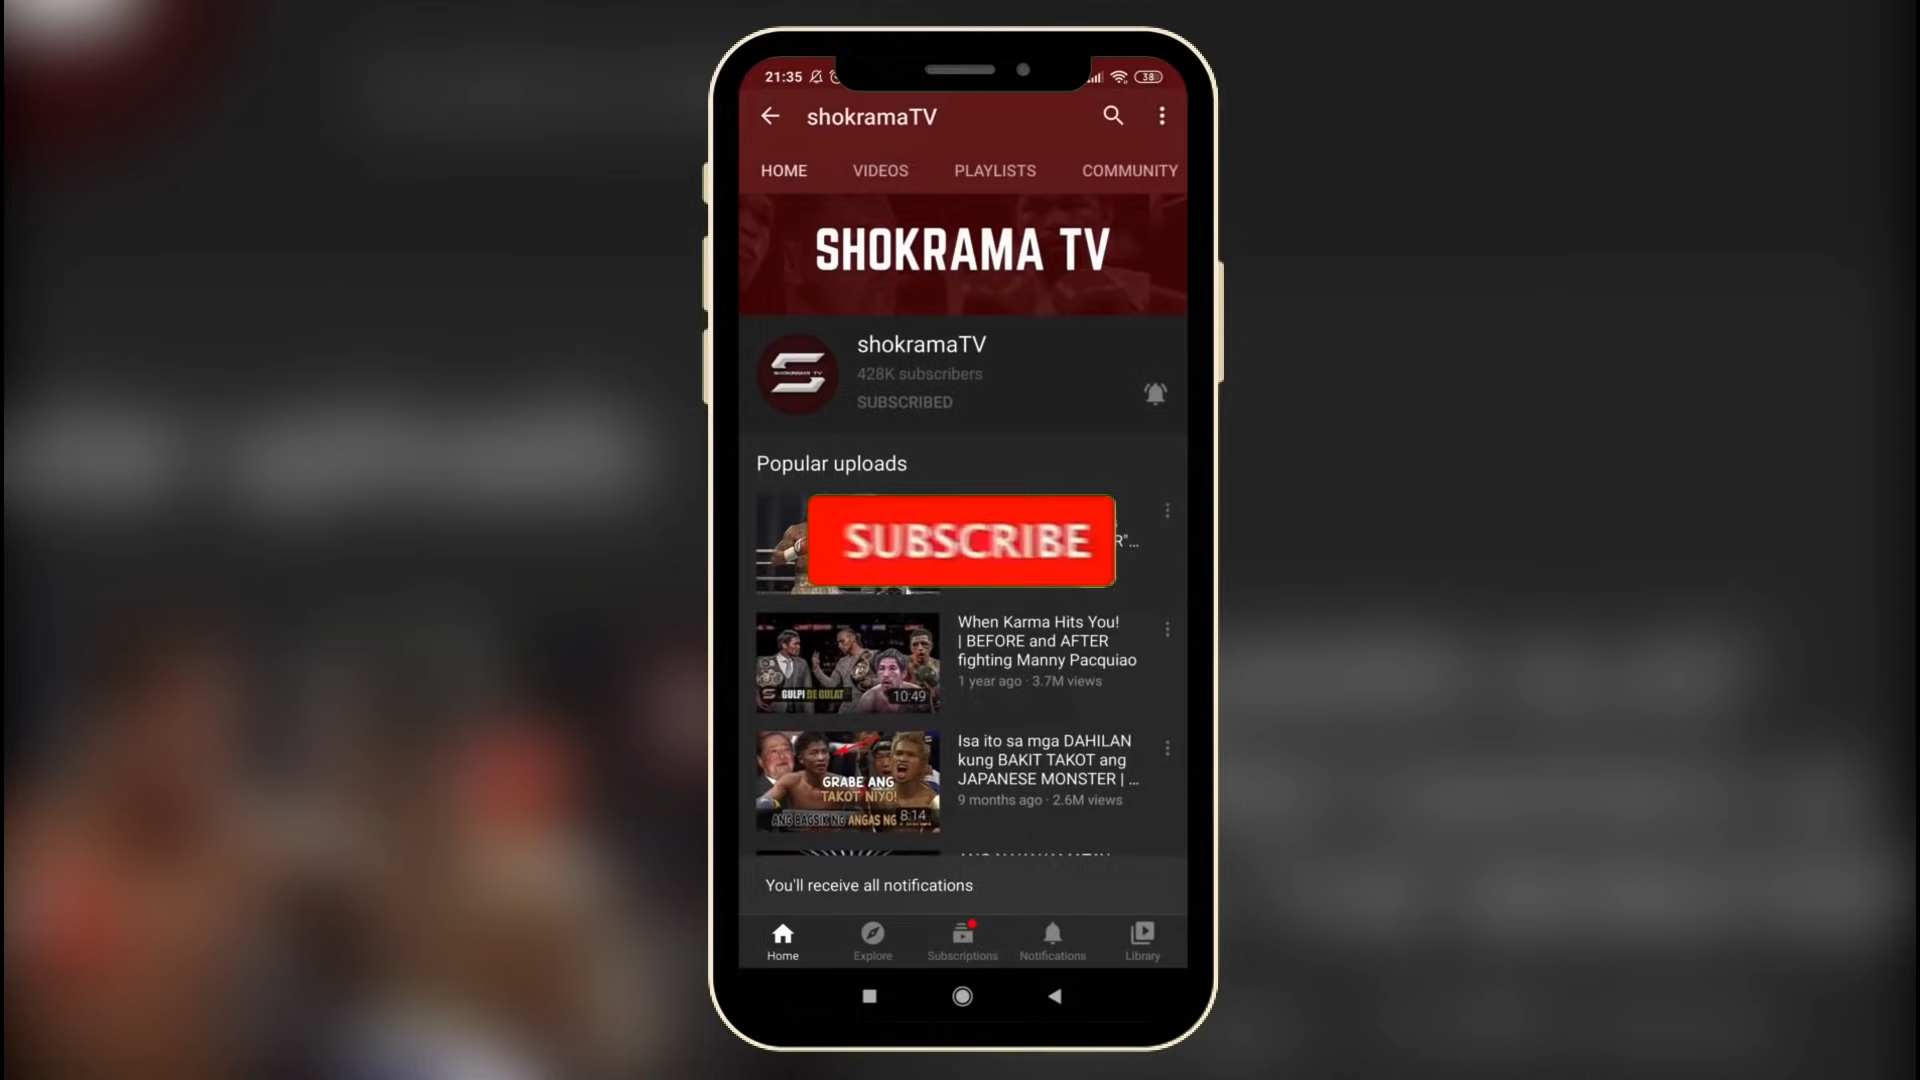 21:35
38
shokramaTV
HOME VIDEOS PLAYLISTS COMMUNITY
SHOKRAMA TV
SHOKRAMA TV
shokramaTV
428K subscribers
SUBSCRIBED
Popular uploads
SUBSCRIBE
R"...
When Karma Hits You!
| BEFORE and AFTER
fighting Manny Pacquiao
1 year ago · 3.7M views
GULPI DE GULAT
10:49
Isa ito sa mga DAHILAN
kung BAKIT TAKOT ang
JAPANESE MONSTER | ...
9 months ago · 2.6M views
GRABE ANG
TAKOT NIYO!
ANG BAGSIK NG ANGAS NG
8:14
You'll receive all notifications
Home Explore Subscriptions Notifications Library